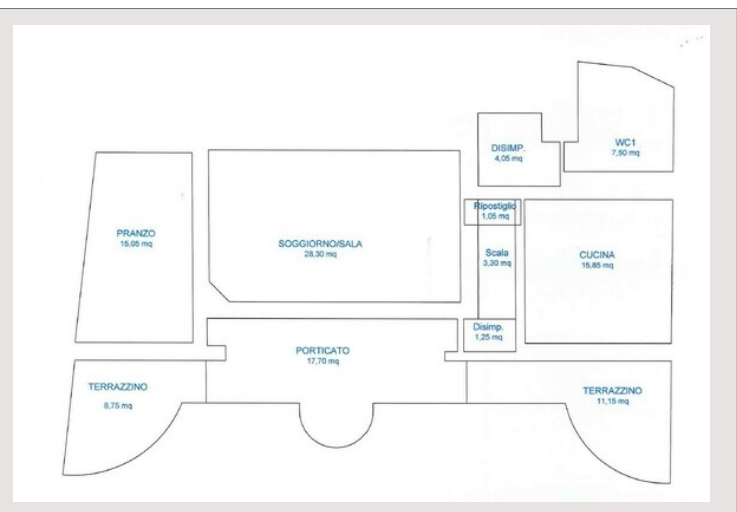 WC1
7,50 mq
DISIMP.
4,05 mq
Ripostiglio
1,05 mq
PRANZO
15,05 mq
SOGGIORNO/SALA
28,30 mq
Scala
3,30 mq
CUCINA
15,85 mq
Disimp.
1,25 mq
PORTICATO
17,70 mq
TERRAZZINO
8,75 mq
TERRAZZINO
11,15 mq